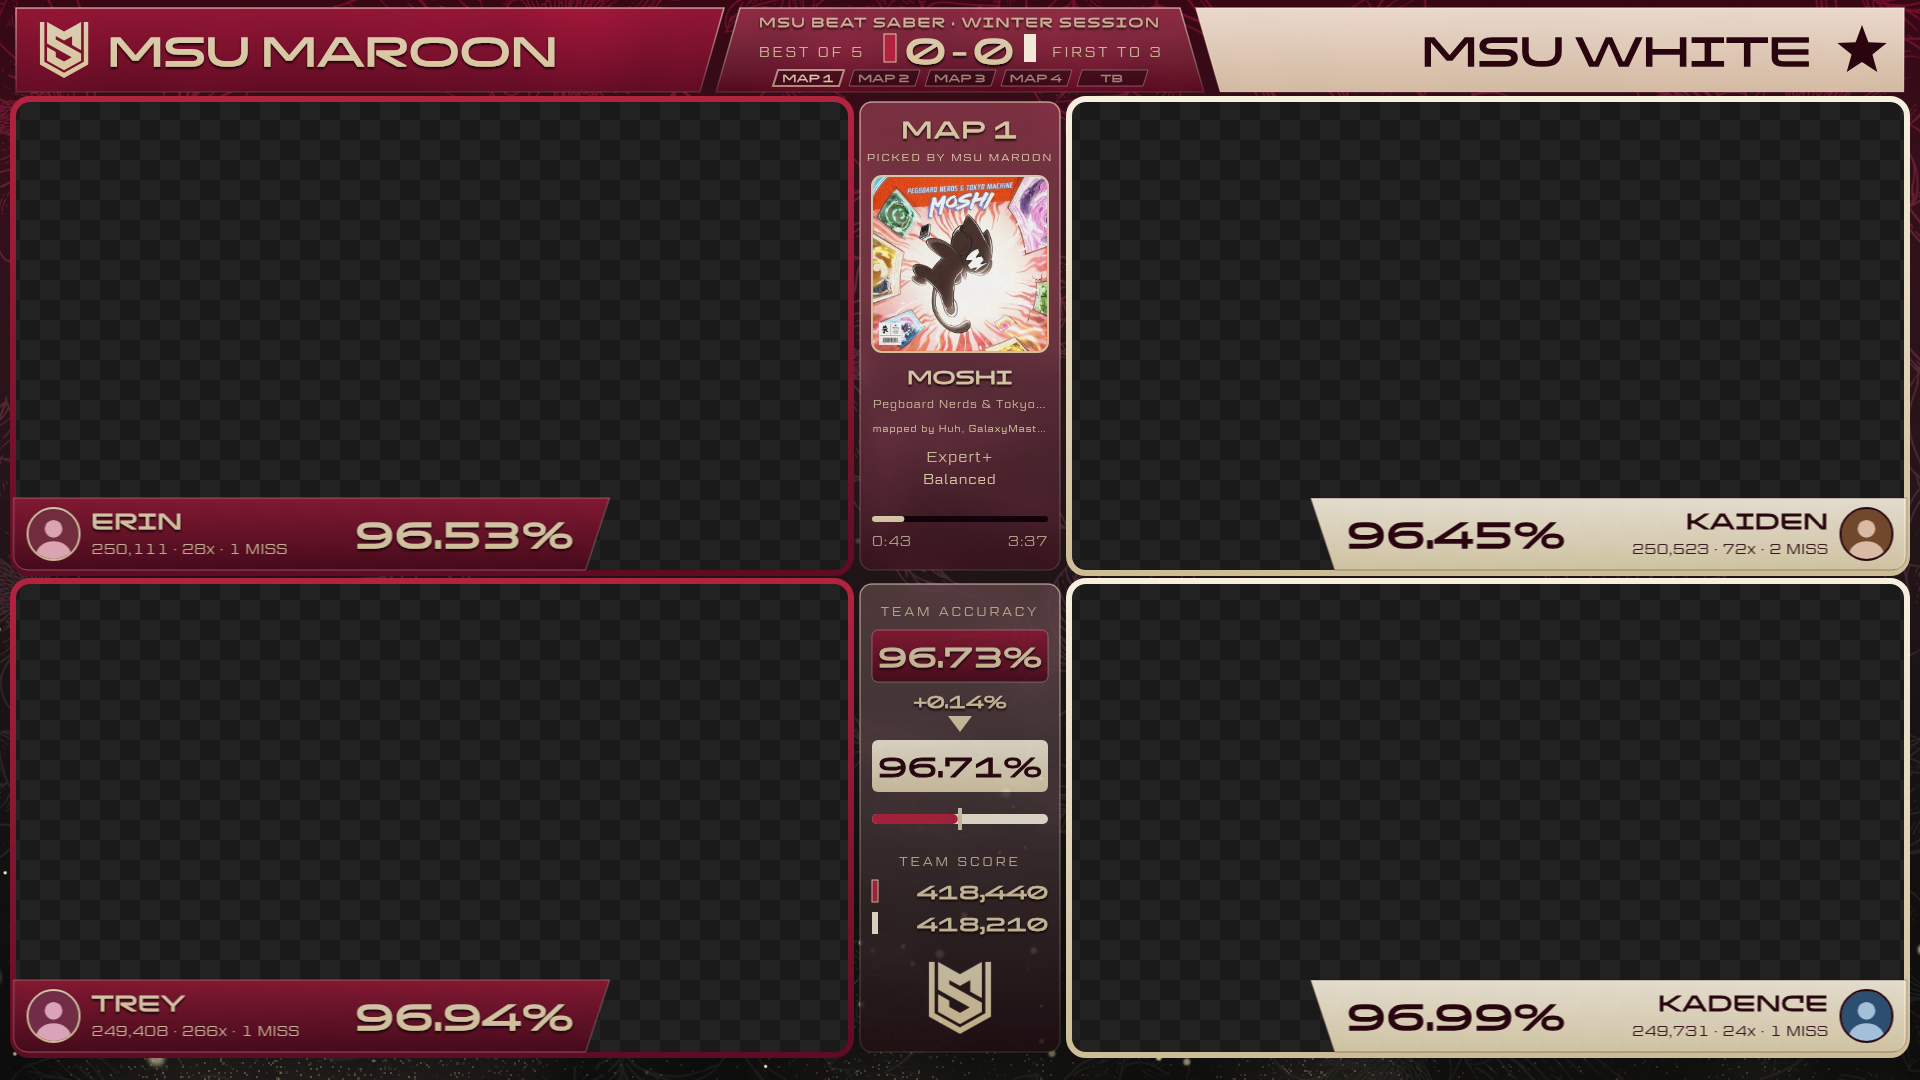 MSU MAROON
MSU BEAT SABER · WINTER SESSION
BEST OF 5
0-0
FIRST TO 3
MAP 1
MAP 2
MAP 3
MAP 4
TB
MSU WHITE
MAP 1
PICKED BY MSU MAROON
PEGBOARD NERDS & TOKYO MACHINE
MOSHI
MOSHI
Pegboard Nerds & Tokyo...
mapped by Huh, GalaxyMast...
Expert+
Balanced
0:43
3:37
ERIN
250,111 · 28x · 1 MISS
96.53%
96.45%
KAIDEN
250,523 · 72x · 2 MISS
TEAM ACCURACY
96.73%
+0.14%
96.71%
TEAM SCORE
418,440
418,210
TREY
249,408 · 266x · 1 MISS
96.94%
96.99%
KADENCE
249,731 · 24x · 1 MISS